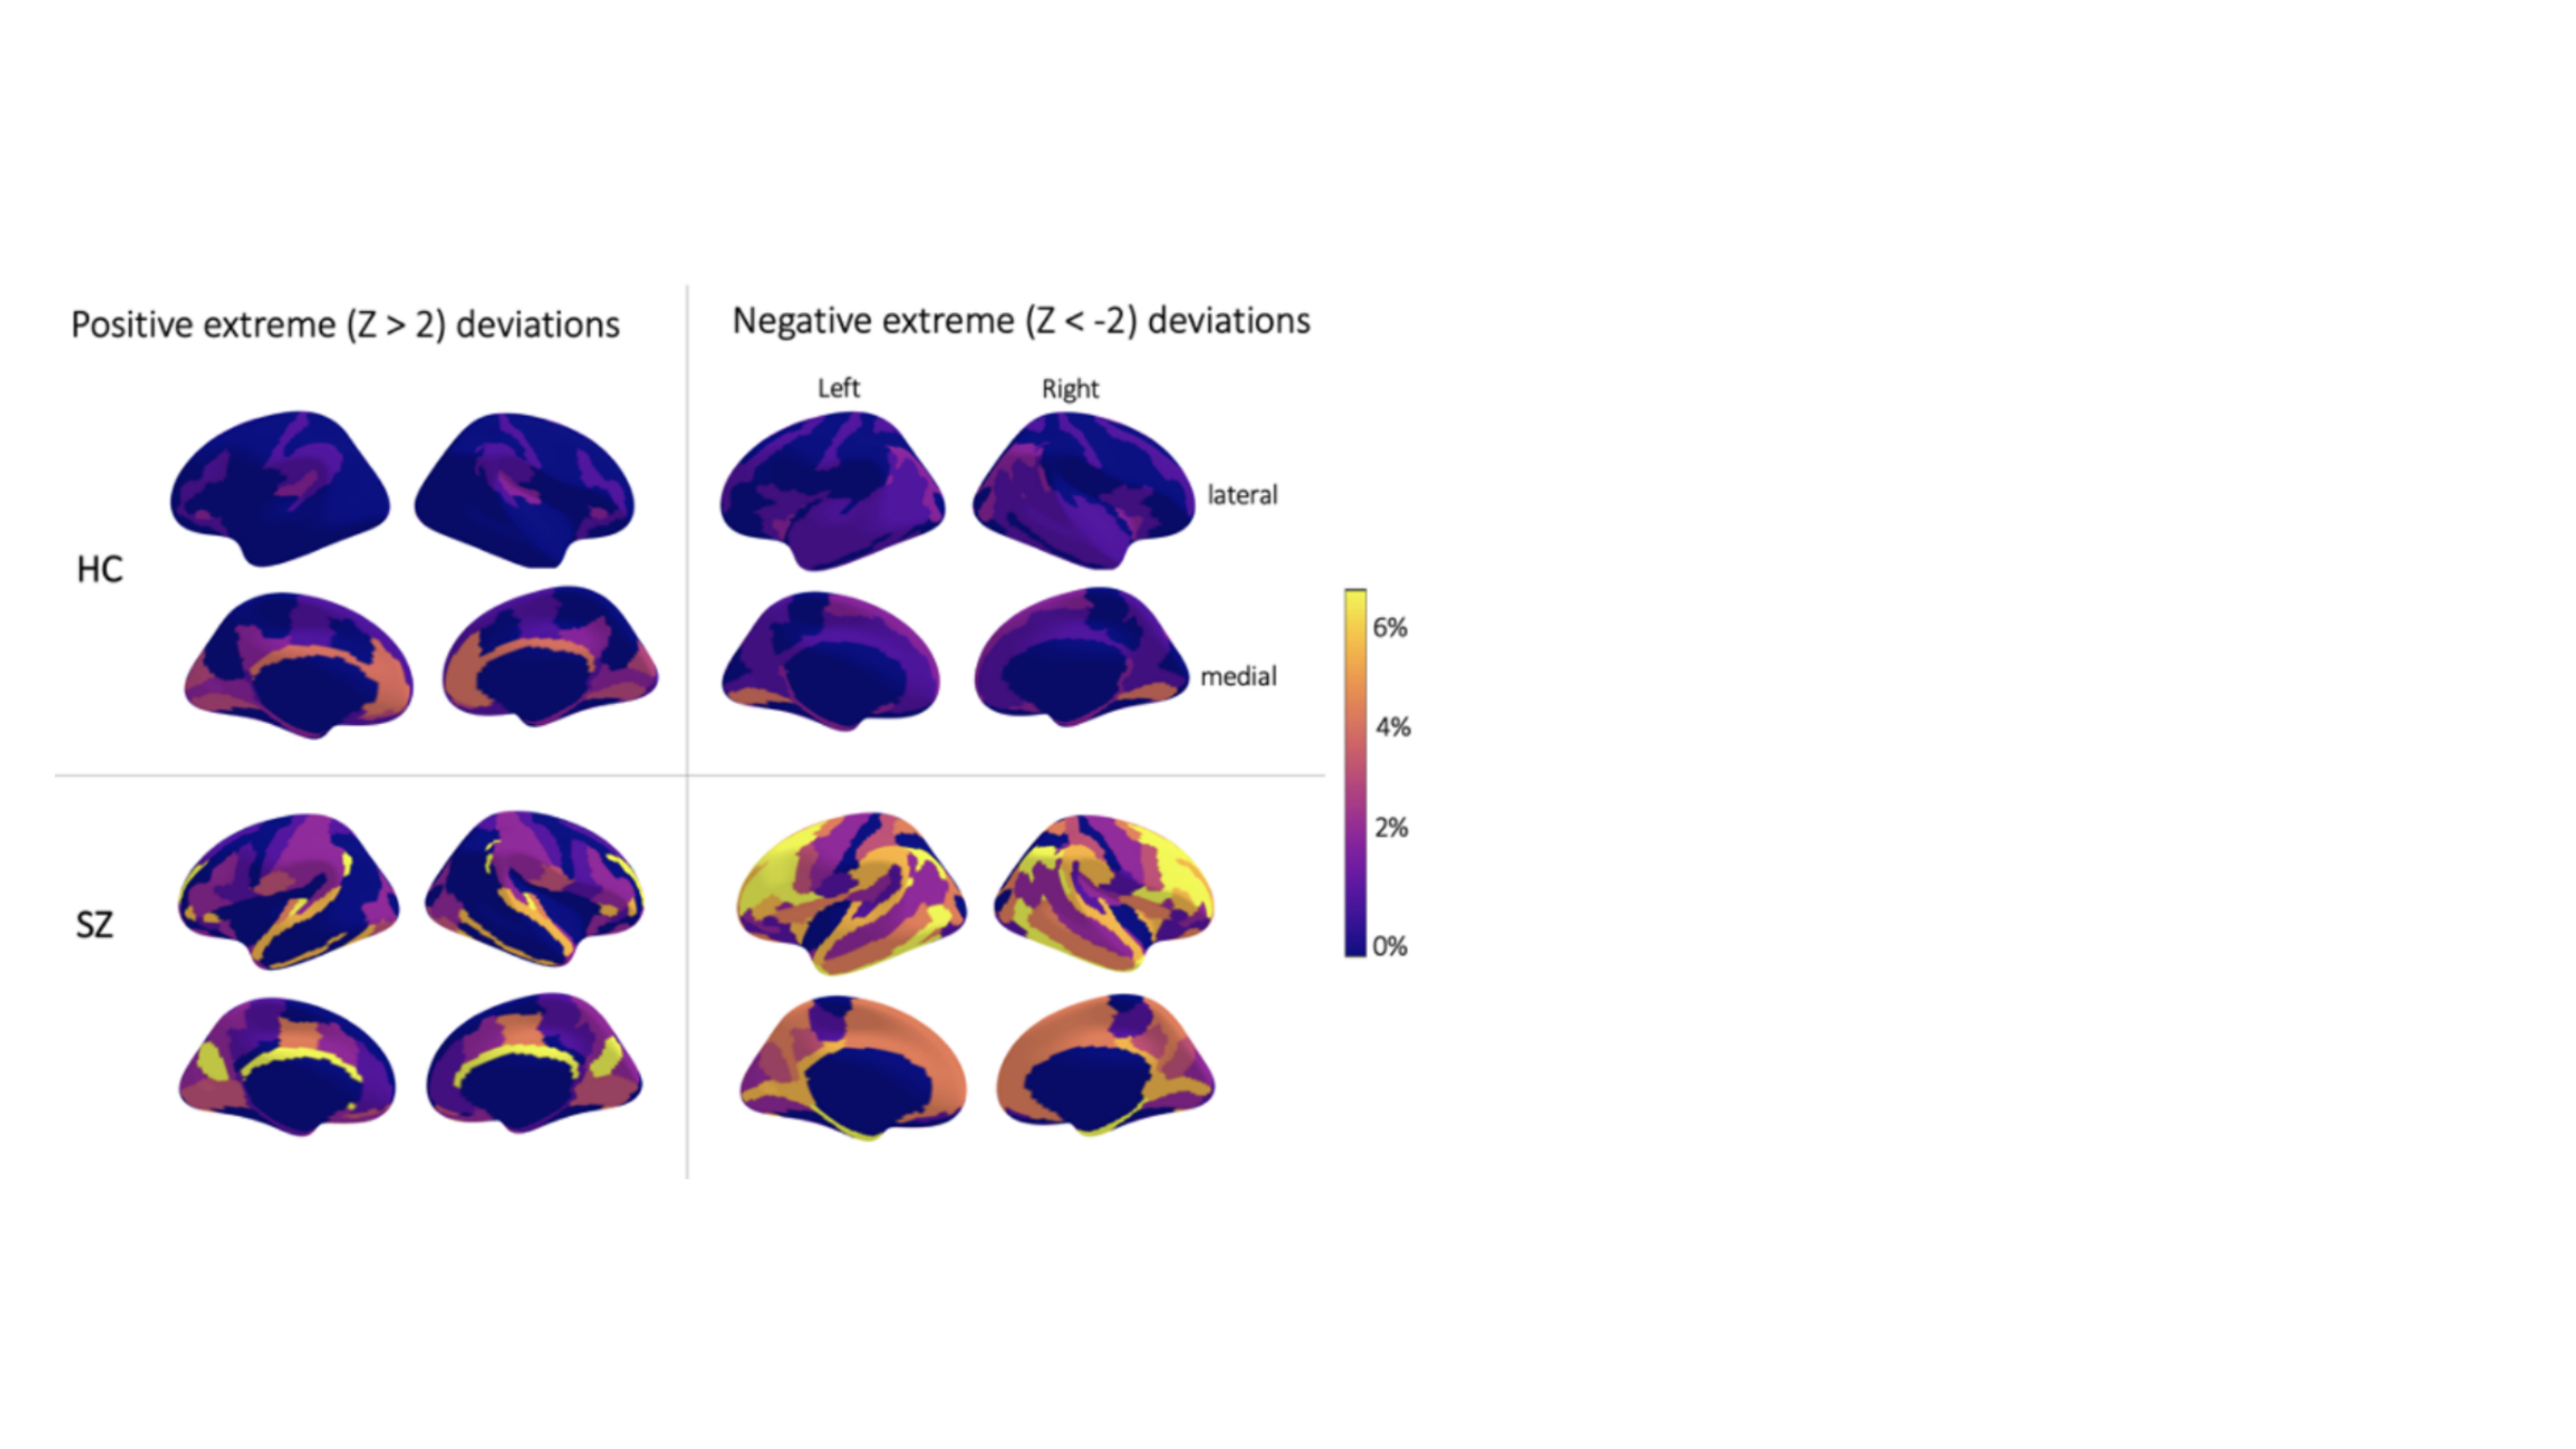 Positive extreme (Z > 2) deviations
Negative extreme (Z < -2) deviations
Left
Right
lateral
HC
medial
6%
4%
2%
0%
SZ